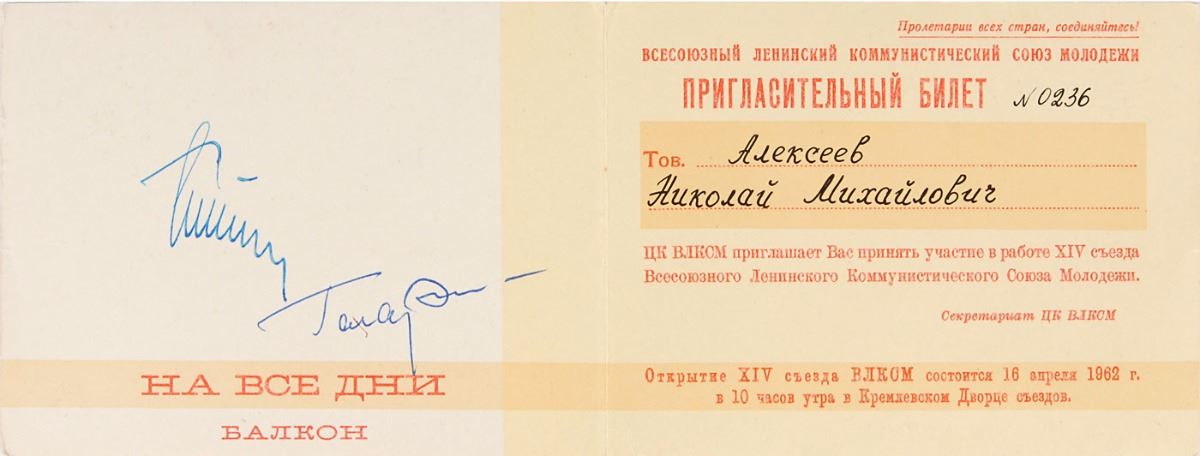 НА ВСЕ ДНИ
БАЛКОН
Пролетарии всех стран, соединяйтесь!
ВСЕСОЮЗНЫЙ ЛЕНИНСКИЙ КОММУНИСТИЧЕСКИЙ СОЮЗ МОЛОДЕЖИ
ПРИГЛАСИТЕЛЬНЫЙ БИЛЕТ №0236
Тов. Алексеев
Николай Михайлович
ЦК ВЛКСМ приглашает Вас принять участие в работе XIV съезда
Всесоюзного Ленинского Коммунистического Союза Молодежи.
Секретариат ЦК ВЛКСМ
Открытие XIV съезда ВЛКСМ состоится 16 апреля 1962 г.
в 10 часов утра в Кремлевском Дворце съездов.